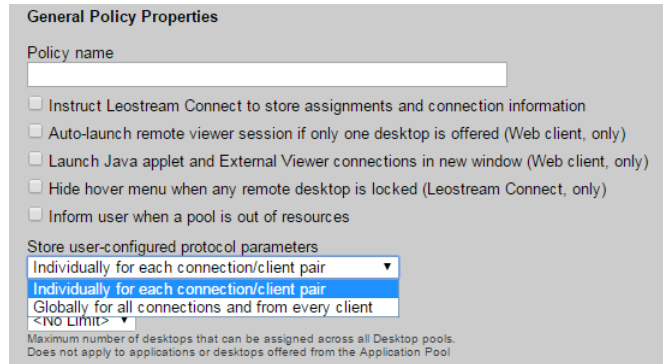 General Policy Properties
Policy name
Instruct Leostream Connect to store assignments and connection information
Auto-launch remote viewer session if only one desktop is offered (Web client, only)
Launch Java applet and External Viewer connections in new window (Web client, only)
Hide hover menu when any remote desktop is locked (Leostream Connect, only)
Inform user when a pool is out of resources
Store user-configured protocol parameters
Individually for each connection/client pair
Individually for each connection/client pair
Globally for all connections and from every client
<No Limit>
Maximum number of desktops that can be assigned across all Desktop pools.
Does not apply to applications or desktops offered from the Application Pool